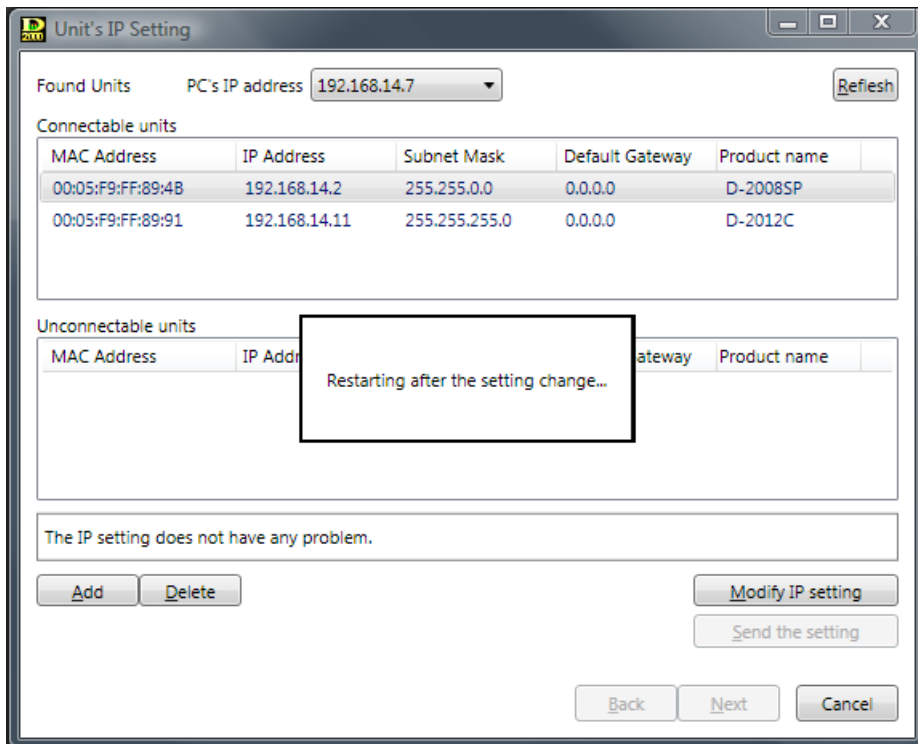 Unit's IP Setting
Found Units PC's IP address 192.168.14.7 Reflesh
Connectable units
MAC Address IP Address Subnet Mask Default Gateway Product name
00:05:F9:FF:89:4B 192.168.14.2 255.255.0.0 0.0.0.0 D-2008SP
00:05:F9:FF:89:91 192.168.14.11 255.255.255.0 0.0.0.0 D-2012C
Unconnectable units
MAC Address IP Addr ateway Product name
Restarting after the setting change...
The IP setting does not have any problem.
Add Delete Modify IP setting
Send the setting
Back Next Cancel